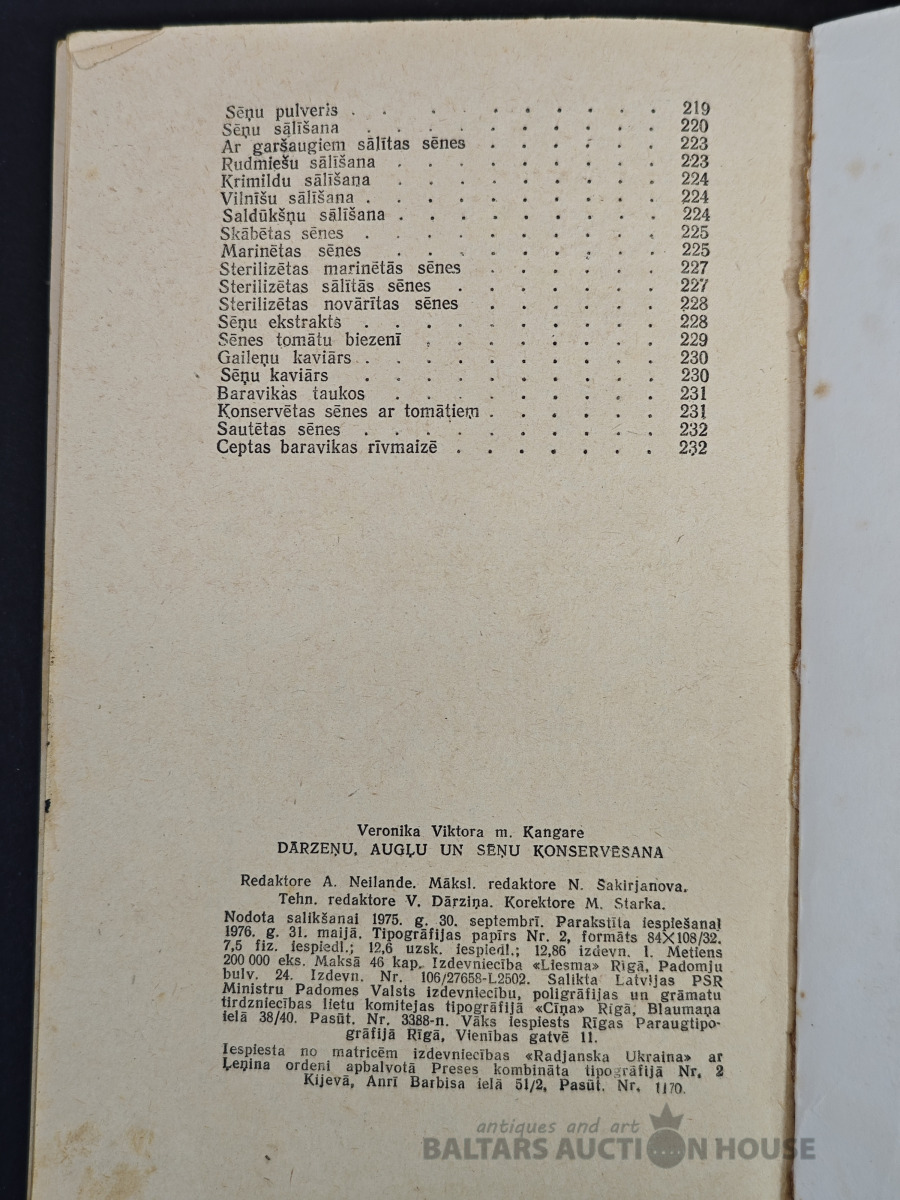 Sēņu pulveris . . . . . . . . . 219
Sēņu sālīšana . . . . . . . . . 220
Ar garšaugiem sālītas sēnes . . . . . . 223
Rudmiešu sālīšana . . . . . . . . 223
Krimildu sālīšana . . . . . . . . 224
Vilnīšu sālīšana . . . . . . . . . 224
Saldūkšņu sālīšana . . . . . . . . 224
Skābētas sēnes . . . . . . . . . 225
Marinētas sēnes . . . . . . . . 225
Sterilizētas marinētās sēnes . . . . . . 227
Sterilizētas sālītās sēnes . . . . . . . 227
Sterilizētas novārītas sēnes . . . . . . 228
Sēņu ekstrakts . . . . . . . . . 228
Sēnes tomātu biezenī . . . . . . . 229
Gaileņu kaviārs . . . . . . . . . 230
Sēņu kaviārs . . . . . . . . . 230
Baravikas taukos . . . . . . . . 231
Konservētas sēnes ar tomātiem . . . . . . 231
Sautētas sēnes . . . . . . . . . 232
Ceptas baravikas rīvmaizē . . . . . . . 232
Veronika Viktora m. Kangare
DĀRZEŅU, AUGĻU UN SĒŅU KONSERVĒŠANA
Redaktore A. Neilande. Māksl. redaktore N. Šakirjanova.
Tehn. redaktore V. Dārziņa. Korektore M. Starka.
Nodota salikšanai 1975. g. 30. septembrī. Parakstīta iespiešanai
1976. g. 31. maijā. Tipogrāfijas papīrs Nr. 2, formāts 84×108/32.
7,5 fiz. iespiedl.; 12,6 uzsk. iespiedl.; 12,86 izdevn. l. Metiens
200 000 eks. Maksā 46 kap. Izdevniecība «Liesma» Rīgā, Padomju
bulv. 24. Izdevn. Nr. 106/27658-L2502. Salikta Latvijas PSR
Ministru Padomes Valsts izdevniecību, poligrāfijas un grāmatu
tirdzniecības lietu komitejas tipogrāfijā «Cīņa» Rīgā, Blaumaņa
ielā 38/40. Pasūt. Nr. 3388-n. Vāks iespiests Rīgas Paraugtipo-
grāfijā Rīgā, Vienības gatvē 11.
Iespiesta no matricēm izdevniecības «Radjanska Ukraina» ar
Ļeņina ordeni apbalvotā Preses kombināta tipogrāfijā Nr. 2
Kijevā, Anrī Barbisa ielā 51/2, Pasūt. Nr. 1170.
antiques and art
BALTARS AUCTION HOUSE